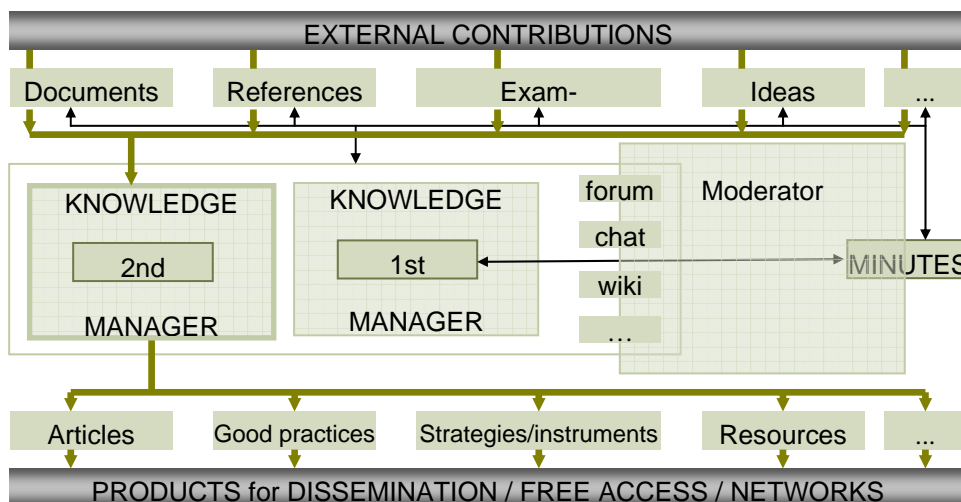 EXTERNAL CONTRIBUTIONS
Documents
References
Exam-
Ideas
...
KNOWLEDGE
2nd
MANAGER
KNOWLEDGE
1st
MANAGER
forum
chat
wiki
...
Moderator
MINUTES
Articles
Good practices
Strategies/instruments
Resources
...
PRODUCTS for DISSEMINATION / FREE ACCESS / NETWORKS